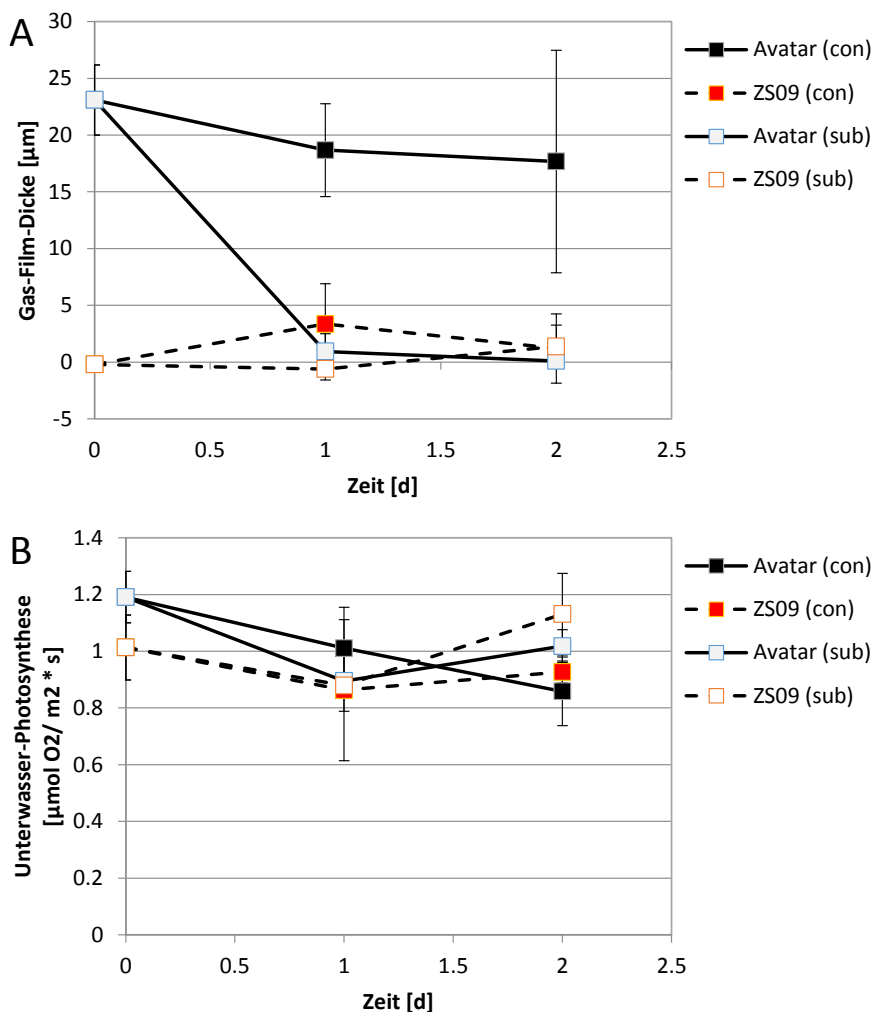 A
30
25
20
15
10
5
0
-5
Gas-Film-Dicke [µm]
0
0.5
1
1.5
2
2.5
Zeit [d]
Avatar (con)
ZS09 (con)
Avatar (sub)
ZS09 (sub)
B
1.4
1.2
1
0.8
0.6
0.4
0.2
0
Unterwasser-Photosynthese
[µmol O2/ m2 * s]
0
0.5
1
1.5
2
2.5
Zeit [d]
Avatar (con)
ZS09 (con)
Avatar (sub)
ZS09 (sub)